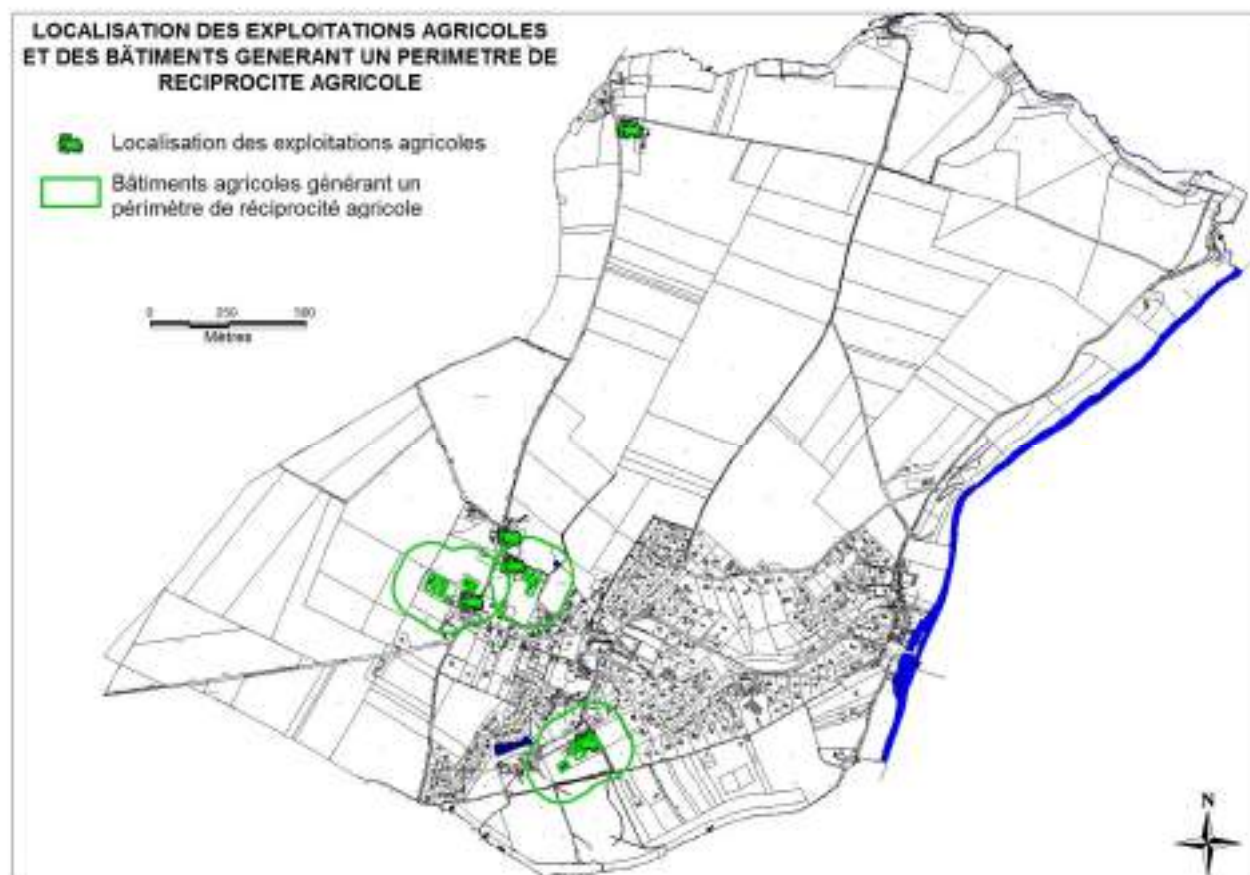 LOCALISATION DES EXPLOITATIONS AGRICOLES
ET DES BÂTIMENTS GENERANT UN PERIMETRE DE
RECIPROCITE AGRICOLE
Localisation des exploitations agricoles
Bâtiments agricoles générant un
périmètre de réciprocité agricole
0 250 500
Mètres
N